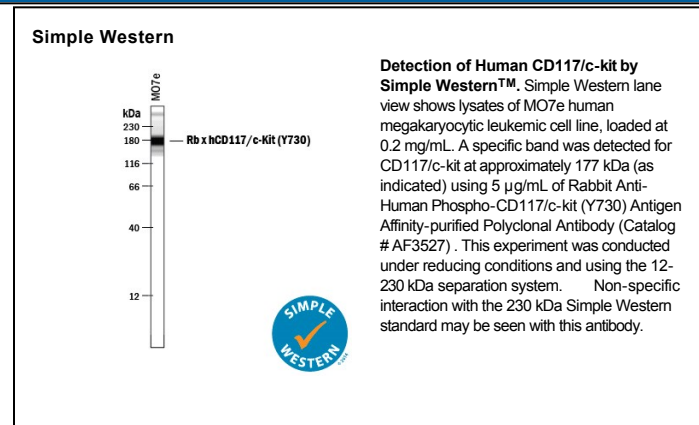 Simple Western
MO7e
kDa
230
180
Rb x hCD117/c-Kit (Y730)
116
66
40
12
SIMPLE
WESTERN
Detection of Human CD117/c-kit by
Simple Western™. Simple Western lane
view shows lysates of MO7e human
megakaryocytic leukemic cell line, loaded at
0.2 mg/mL. A specific band was detected for
CD117/c-kit at approximately 177 kDa (as
indicated) using 5 µg/mL of Rabbit Anti-
Human Phospho-CD117/c-kit (Y730) Antigen
Affinity-purified Polyclonal Antibody (Catalog
# AF3527) . This experiment was conducted
under reducing conditions and using the 12-
230 kDa separation system. Non-specific
interaction with the 230 kDa Simple Western
standard may be seen with this antibody.